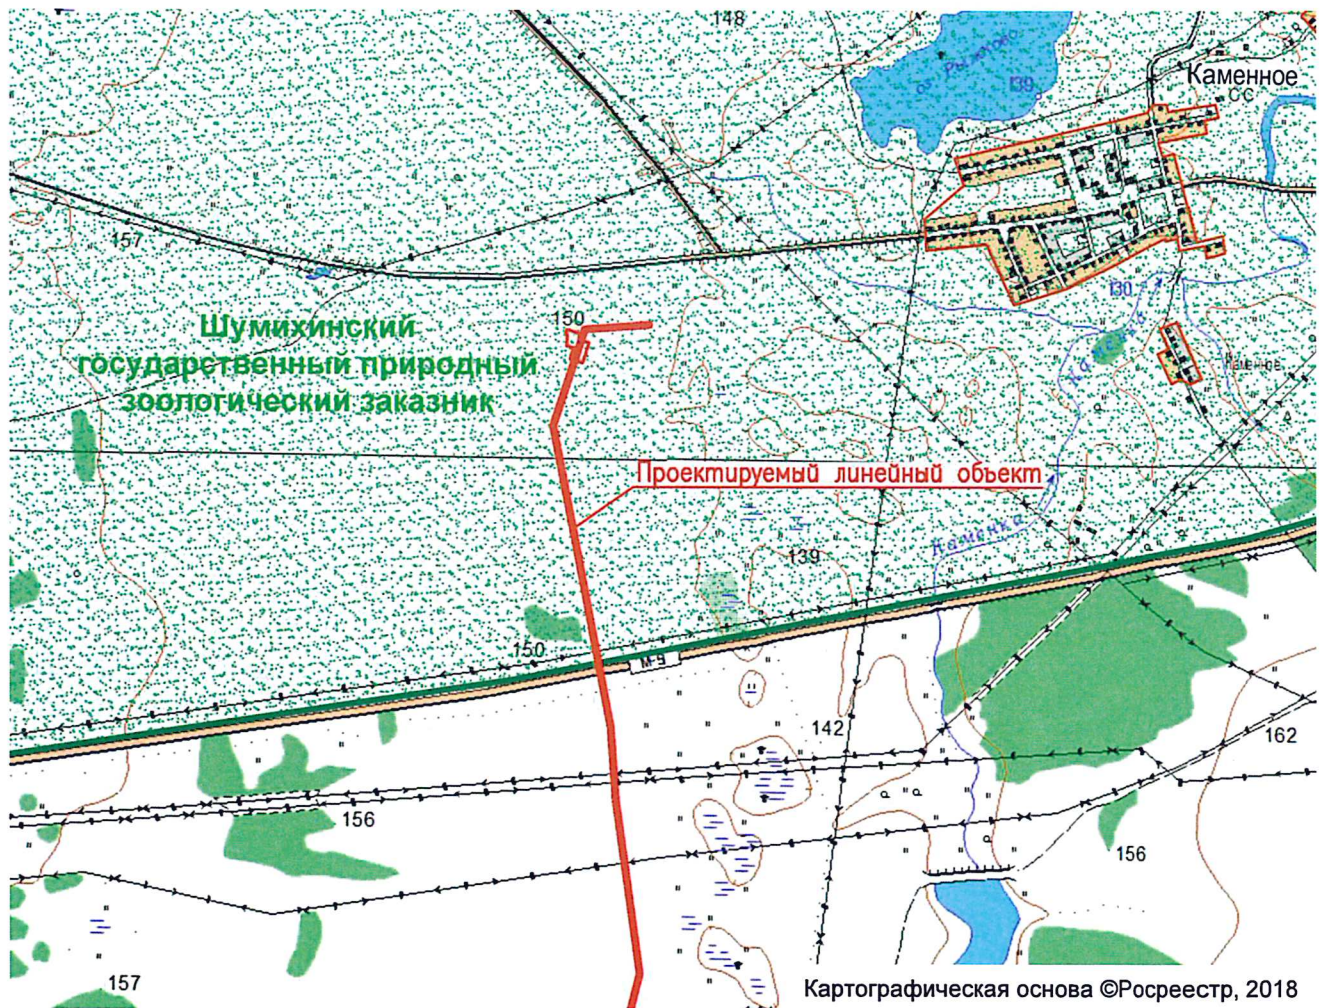 148
оз. Рыжково
139
Каменное
СС
157
130
150
Шумихинский
государственный природный
зоологический заказник
Каменка
Каменное
Проектируемый линейный объект
Каменка
139
150
М-5
142
162
156
156
157
Картографическая основа ©Росреестр, 2018